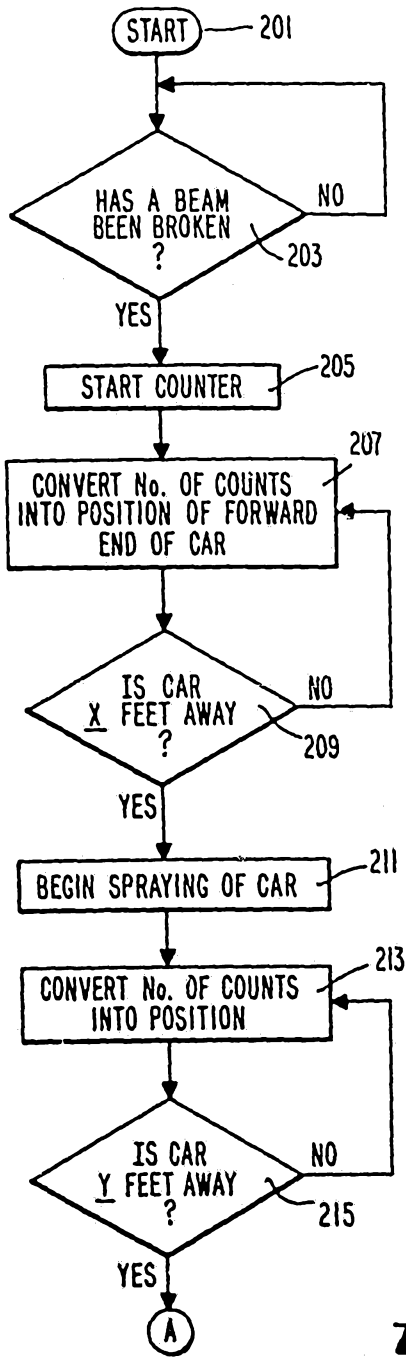 START
201
HAS A BEAM
BEEN BROKEN
?
NO
203
YES
START COUNTER
205
207
CONVERT No. OF COUNTS
INTO POSITION OF FORWARD
END OF CAR
IS CAR
X FEET AWAY
?
NO
209
YES
BEGIN SPRAYING OF CAR
211
213
CONVERT No. OF COUNTS
INTO POSITION
IS CAR
Y FEET AWAY
?
NO
215
YES
A